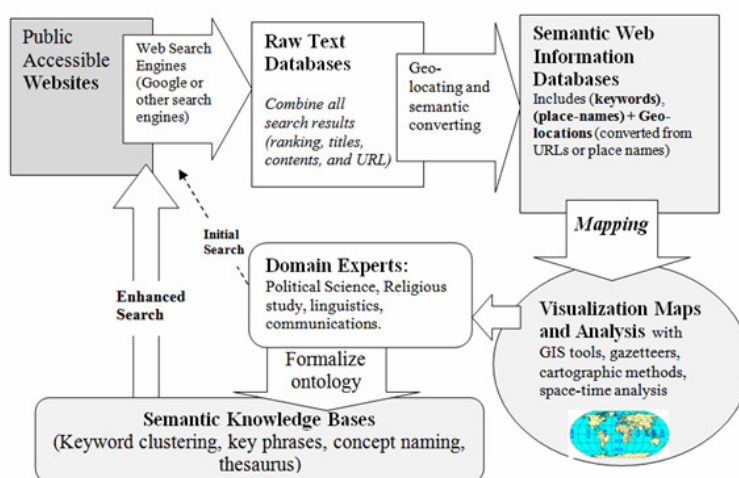 Public
Accessible
Websites
Web Search
Engines
(Google or
other search
engines)
Raw Text
Databases
Combine all
search results
(ranking, titles,
contents, and URL)
Geo-
locating and
semantic
converting
Semantic Web
Information
Databases
Includes (keywords),
(place-names) + Geo-
locations (converted from
URLs or place names)
Mapping
Visualization Maps
and Analysis with
GIS tools, gazetteers,
cartographic methods,
space-time analysis
Initial
Search
Domain Experts:
Political Science, Religious
study, linguistics,
communications.
Formalize
ontology
Enhanced
Search
Semantic Knowledge Bases
(Keyword clustering, key phrases, concept naming,
thesaurus)